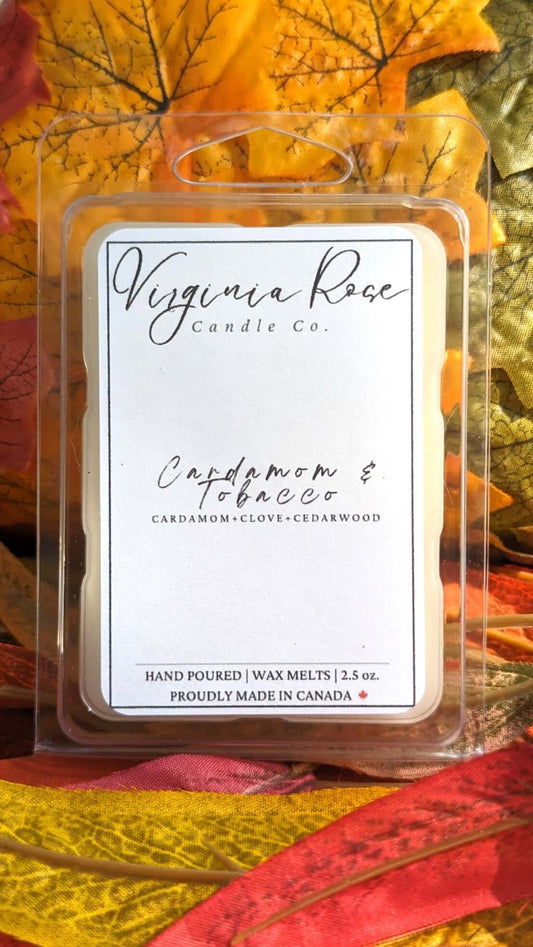 Virginia Rose
Candle Co.
Cardamom &
Tobacco
CARDAMOM+CLOVE+CEDARWOOD
HAND POURED | WAX MELTS | 2.5 oz.
PROUDLY MADE IN CANADA